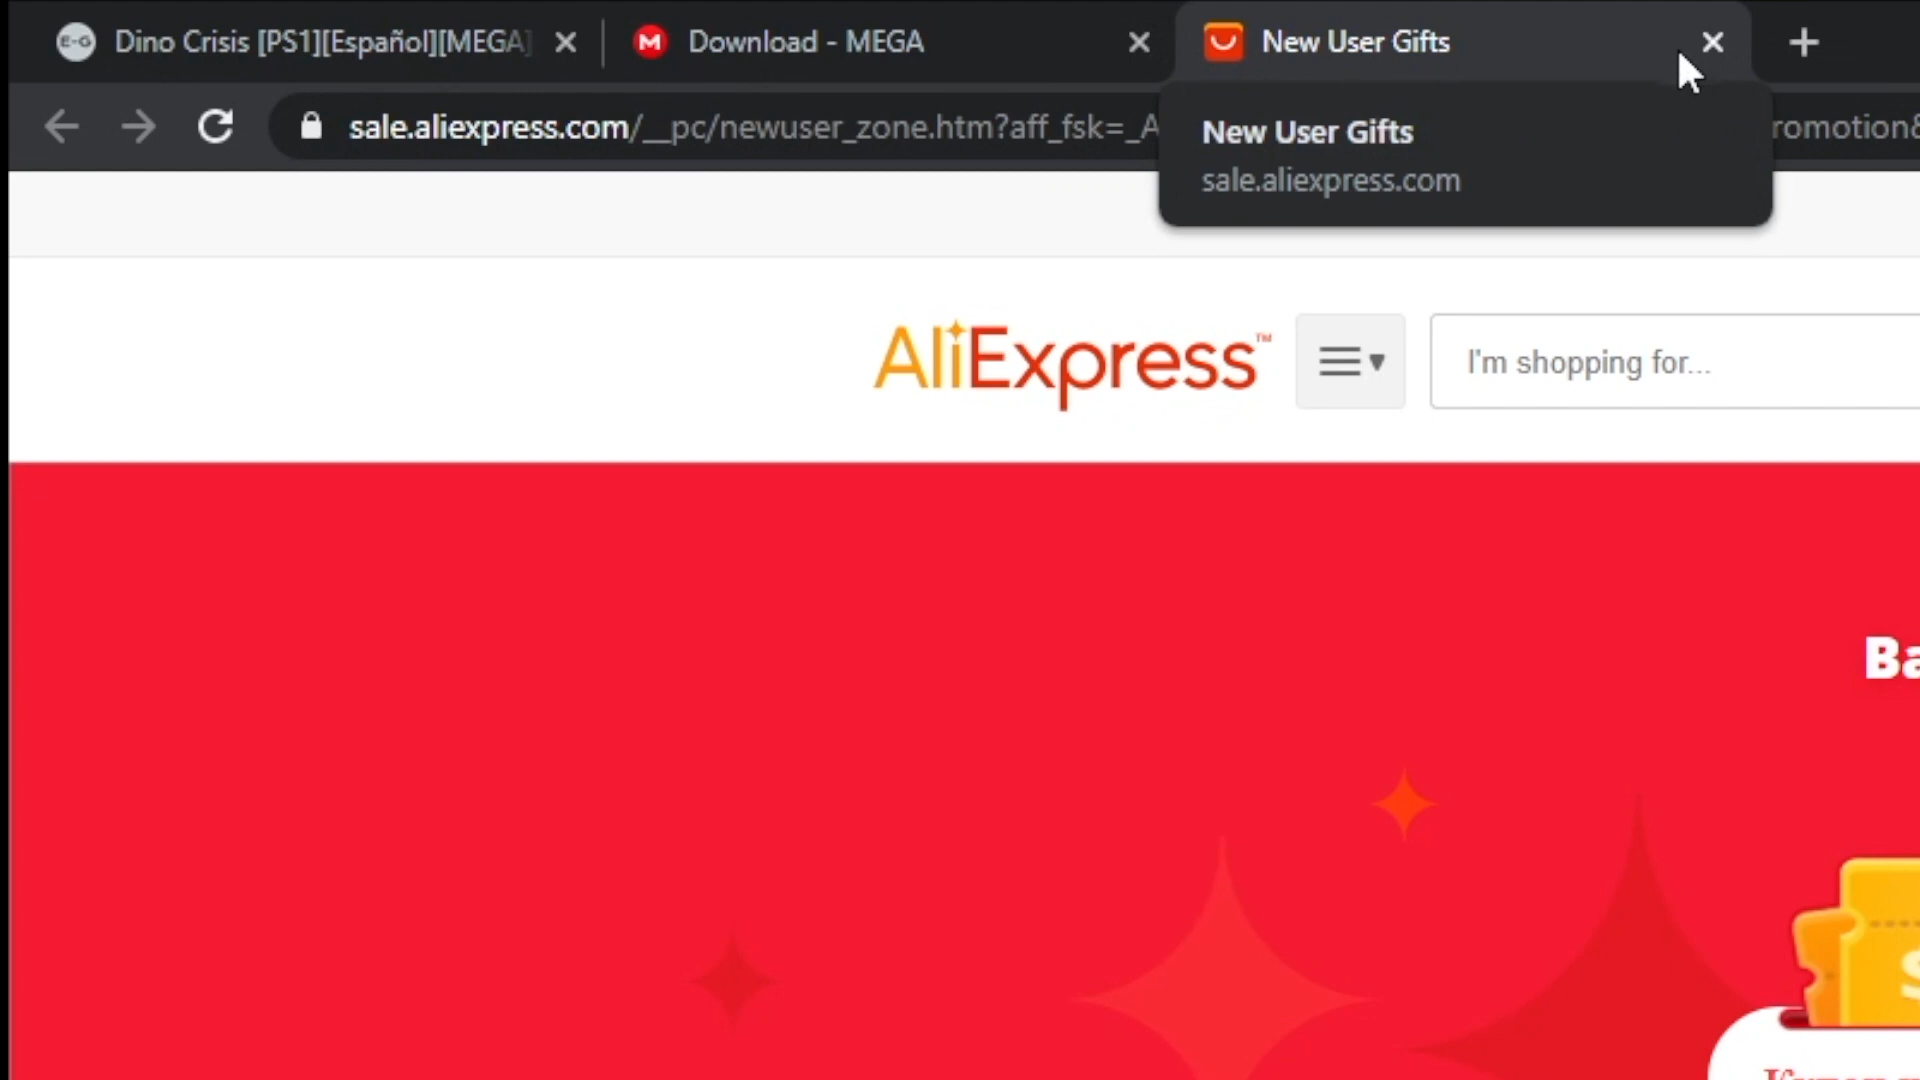 Dino Crisis [PS1][Español][MEGA]
Download - MEGA
New User Gifts
sale.aliexpress.com/__pc/newuser_zone.htm?aff_fsk=_A
romotion&
New User Gifts
sale.aliexpress.com
AliExpress™
I'm shopping for...
Ba